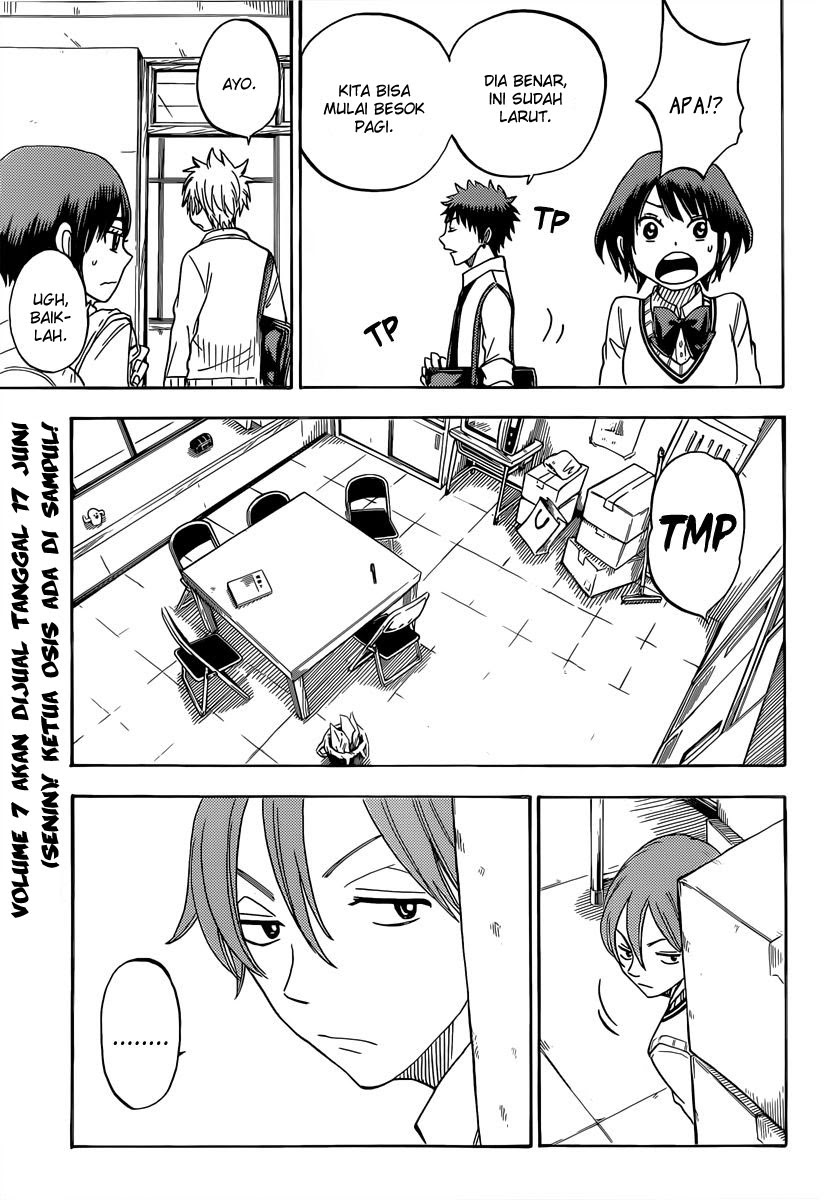 APA!?
DIA BENAR,
INI SUDAH
LARUT.
KITA BISA
MULAI BESOK
PAGI.
TP
TP
AYO.
UGH,
BAIK-
LAH.
TMP
VOLUME 7 AKAN DIJUAL TANGGAL 17 JUNI
(SENIN)! KETUA OSIS ADA DI SAMPUL!
.........